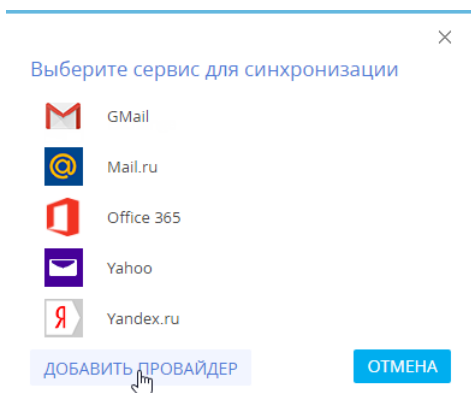 Выберите сервис для синхронизации
GMail
Mail.ru
Office 365
Yahoo
Yandex.ru
ДОБАВИТЬ ПРОВАЙДЕР
ОТМЕНА